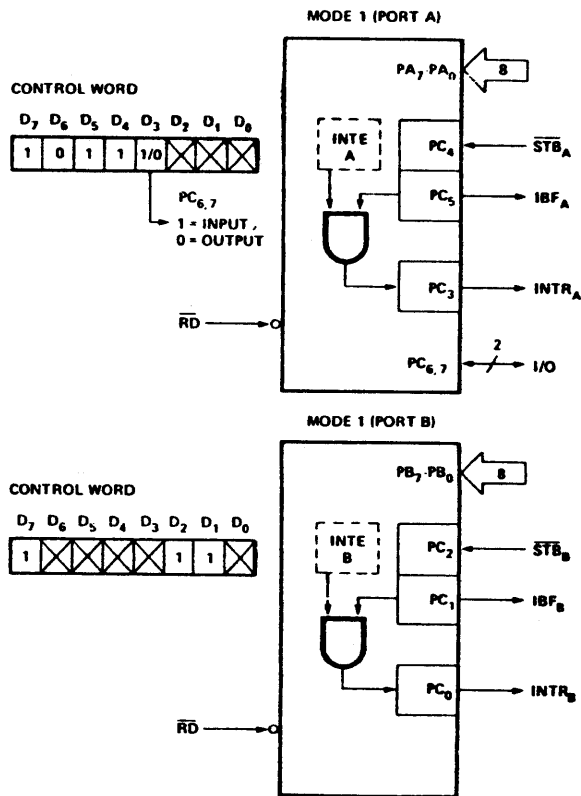 MODE 1 (PORT A)
PA7-PA0
8
CONTROL WORD
D7 D6 D5 D4 D3 D2 D1 D0
1 0 1 1 1/0
PC6,7
1 = INPUT,
0 = OUTPUT
INTE
A
PC4
STBA
PC5
IBFA
PC3
INTRA
RD
PC6,7
2
I/O
MODE 1 (PORT B)
PB7-PB0
8
CONTROL WORD
D7 D6 D5 D4 D3 D2 D1 D0
1 1 1
INTE
B
PC2
STBB
PC1
IBFB
PC0
INTRB
RD